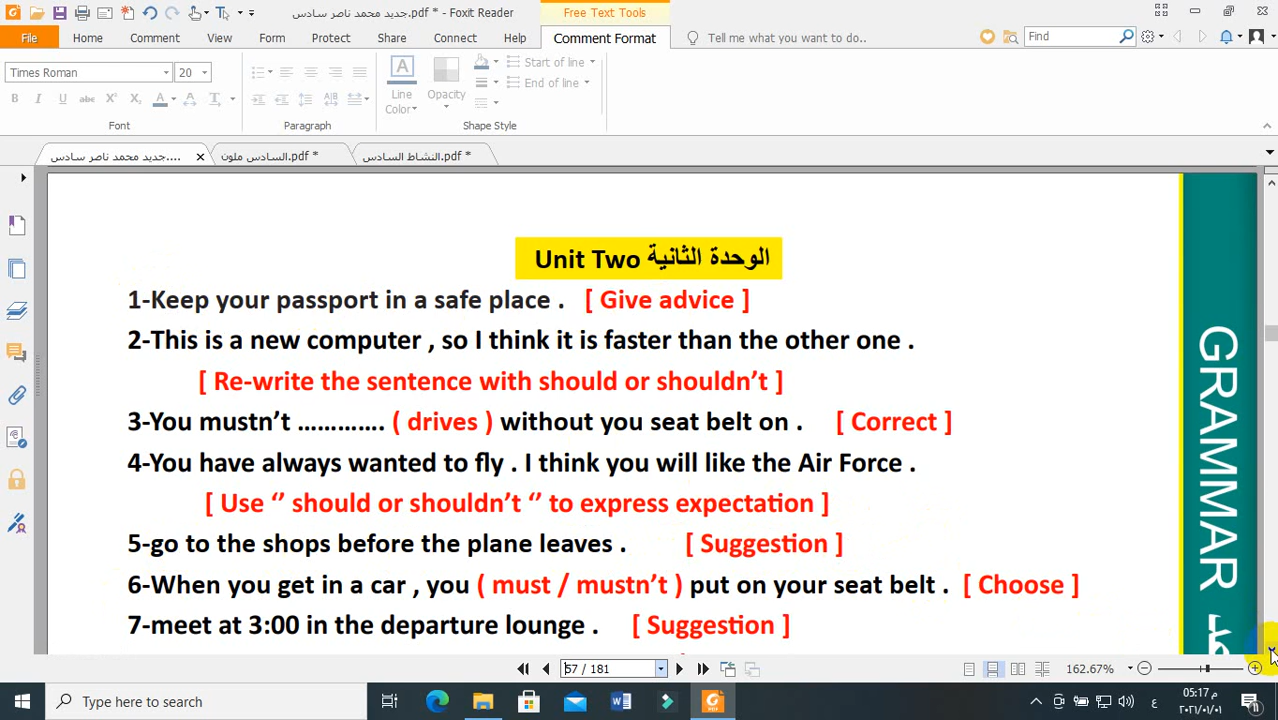 جديد محمد ناصر سادس.pdf * - Foxit Reader
Free Text Tools
File Home Comment View Form Protect Share Connect Help Comment Format Tell me what you want to do.. Find
Times Roman 20
Line Color
Opacity
Start of line
End of line
Font Paragraph Shape Style
جديد محمد ناصر سادس.... السادس ملون.pdf * النشاط السادس.pdf *
Unit Two الوحدة الثانية
1-Keep your passport in a safe place . [ Give advice ]
2-This is a new computer , so I think it is faster than the other one .
[ Re-write the sentence with should or shouldn’t ]
3-You mustn’t …………. ( drives ) without you seat belt on . [ Correct ]
4-You have always wanted to fly . I think you will like the Air Force .
[ Use ‘’ should or shouldn’t ‘’ to express expectation ]
5-go to the shops before the plane leaves . [ Suggestion ]
6-When you get in a car , you ( must / mustn’t ) put on your seat belt . [ Choose ]
7-meet at 3:00 in the departure lounge . [ Suggestion ]
GRAMMAR
57 / 181
162.67%
Type here to search
ع
05:17 م
٢٠٢١/٠١/٠١